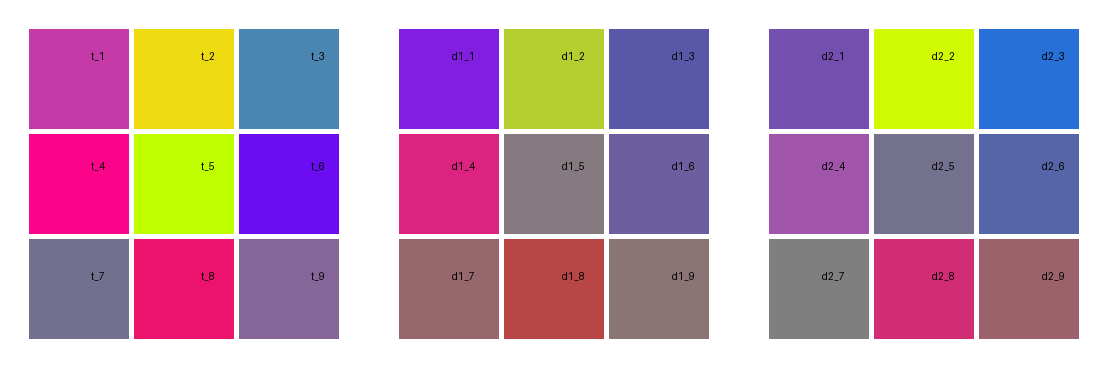 t_1 t_2 t_3 d1_1 d1_2 d1_3 d2_1 d2_2 d2_3
t_4 t_5 t_6 d1_4 d1_5 d1_6 d2_4 d2_5 d2_6
t_7 t_8 t_9 d1_7 d1_8 d1_9 d2_7 d2_8 d2_9